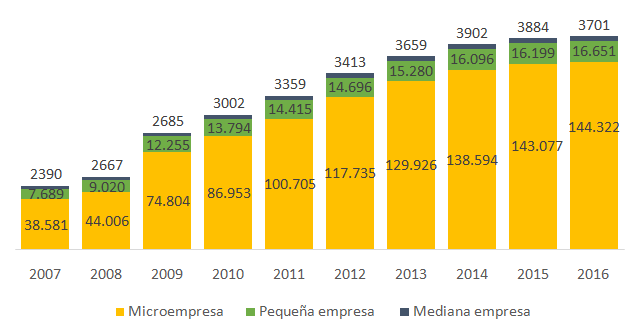 2390 2667 2685 3002 3359 3413 3659 3902 3884 3701
7.689 9.020 12.255 13.794 14.415 14.696 15.280 16.096 16.199 16.651
38.581 44.006 74.804 86.953 100.705 117.735 129.926 138.594 143.077 144.322
2007 2008 2009 2010 2011 2012 2013 2014 2015 2016
Microempresa Pequeña empresa Mediana empresa